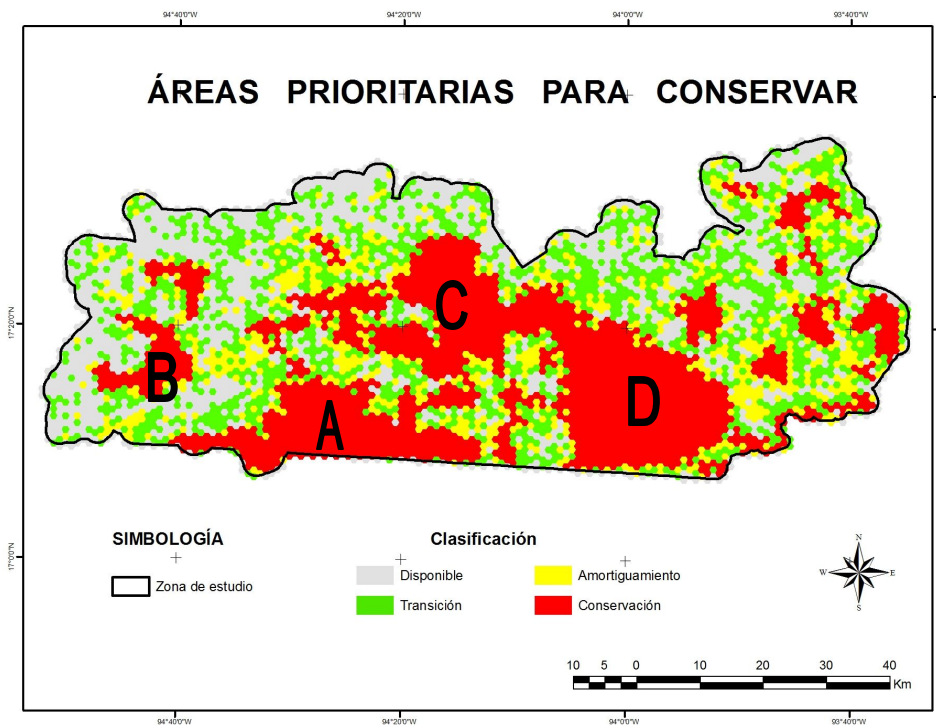 94°40'0"W 94°20'0"W 94°0'0"W 93°40'0"W
ÁREAS PRIORITARIAS PARA CONSERVAR
C
17°20'0"N
B
D
A
SIMBOLOGÍA
Zona de estudio
Clasificación
Disponible
Amortiguamiento
Transición
Conservación
N
W E
S
17°0'0"N
10 5 0 10 20 30 40
Km
94°40'0"W 94°20'0"W 94°0'0"W 93°40'0"W